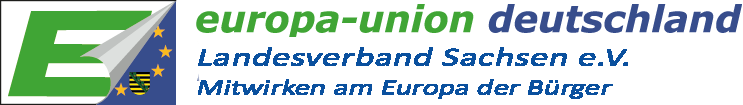 europa-union deutschland
Landesverband Sachsen e.V.
Mitwirken am Europa der Bürger